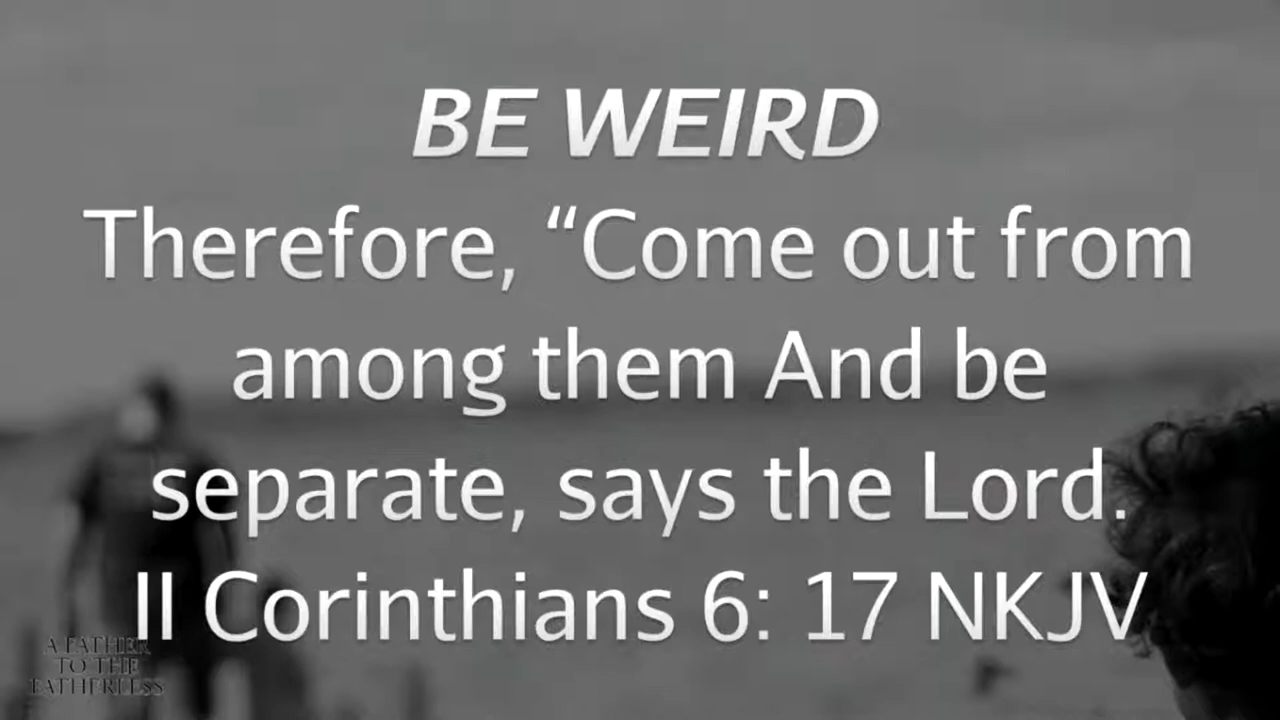 BE WEIRD
Therefore, “Come out from
among them And be
separate, says the Lord.
II Corinthians 6: 17 NKJV
A FATHER
TO THE
FATHERLESS